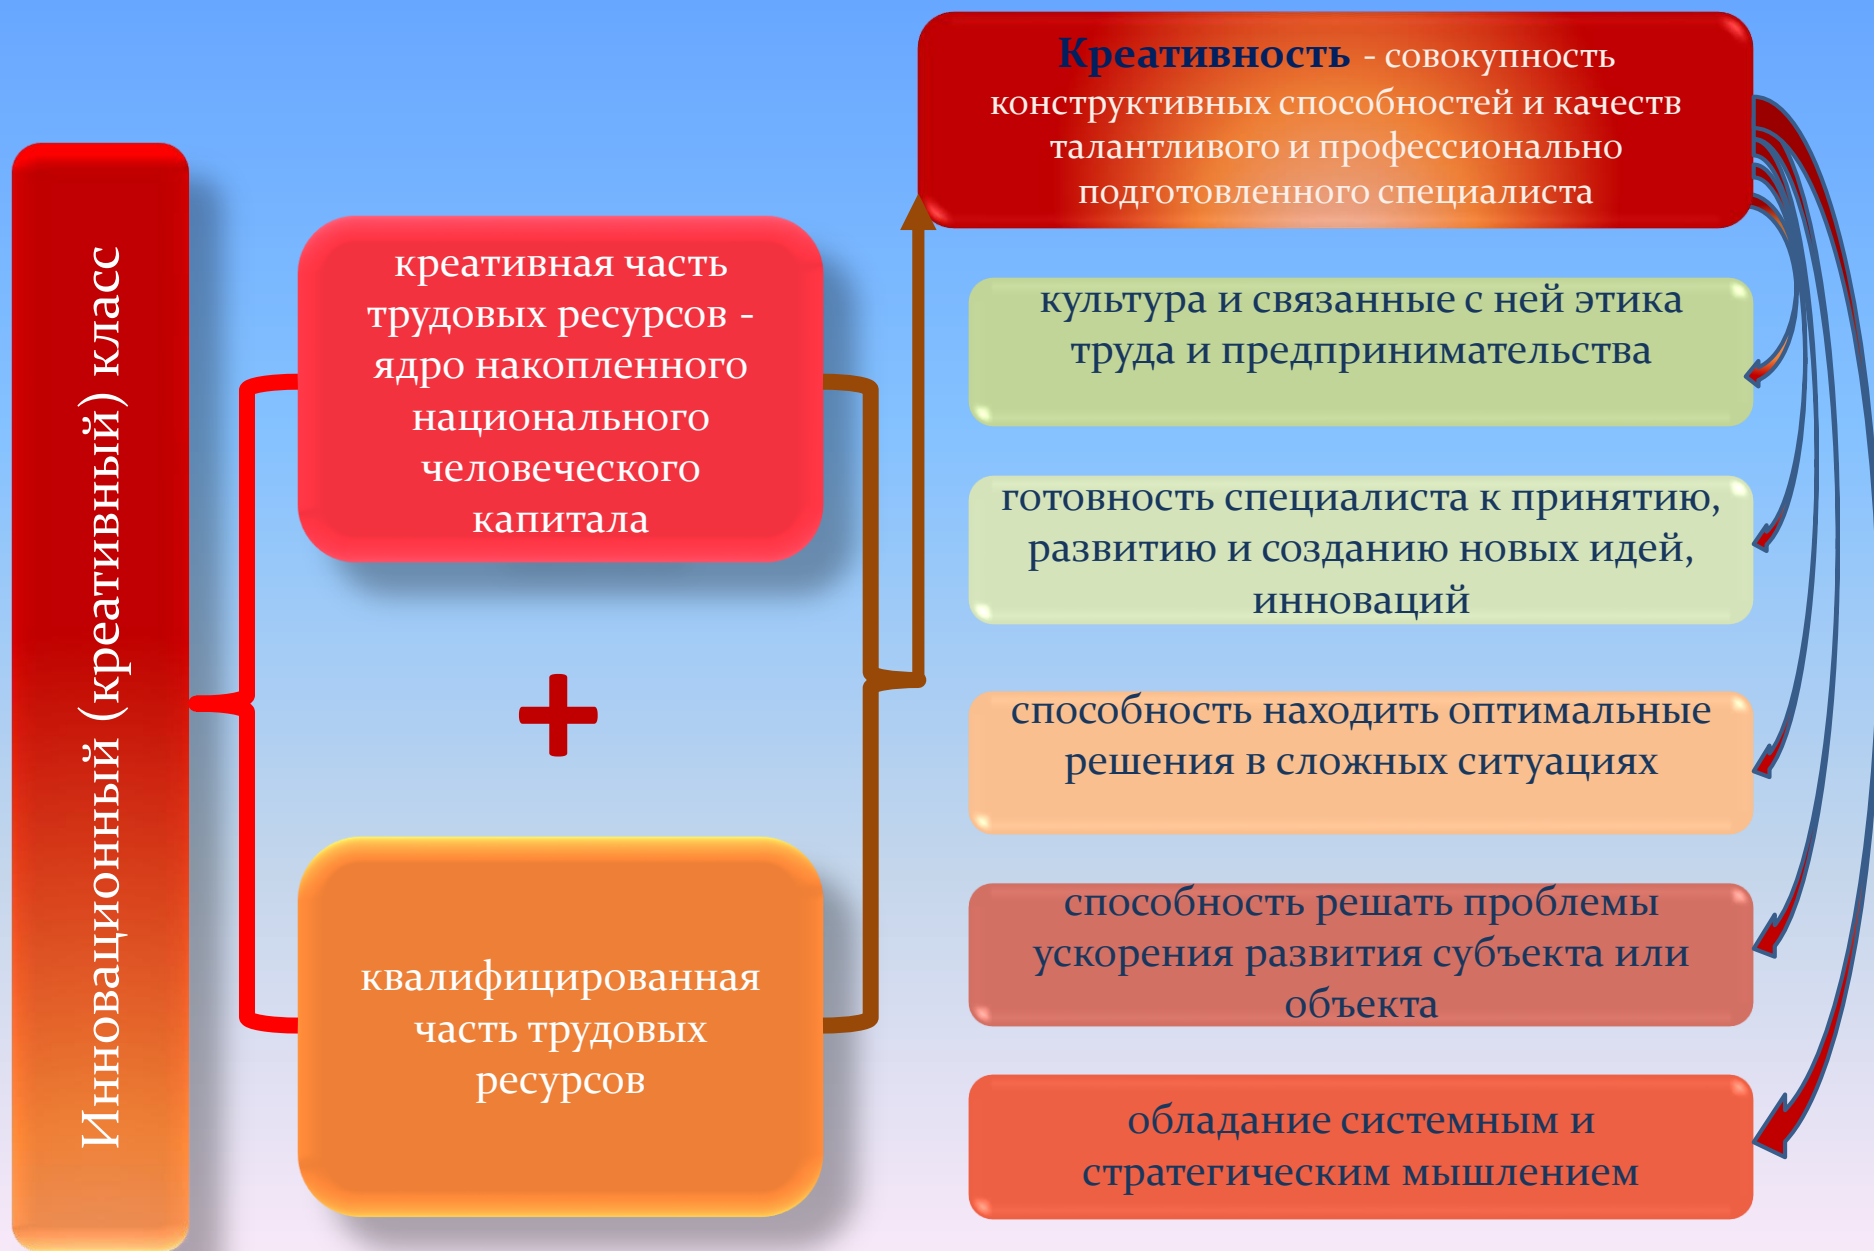 Инновационный (креативный) класс
креативная часть
трудовых ресурсов -
ядро накопленного
национального
человеческого
капитала
+
квалифицированная
часть трудовых
ресурсов
Креативность - совокупность
конструктивных способностей и качеств
талантливого и профессионально
подготовленного специалиста
культура и связанные с ней этика
труда и предпринимательства
готовность специалиста к принятию,
развитию и созданию новых идей,
инноваций
способность находить оптимальные
решения в сложных ситуациях
способность решать проблемы
ускорения развития субъекта или
объекта
обладание системным и
стратегическим мышлением